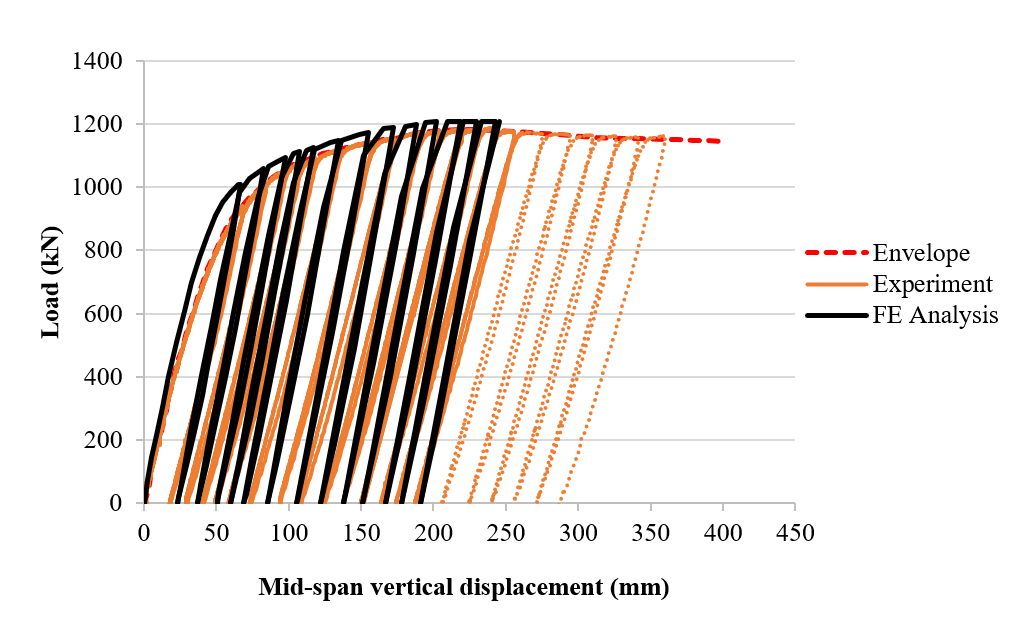 1400
1200
1000
800
600
400
200
0
Load (kN)
0 50 100 150 200 250 300 350 400 450
Mid-span vertical displacement (mm)
Envelope
Experiment
FE Analysis